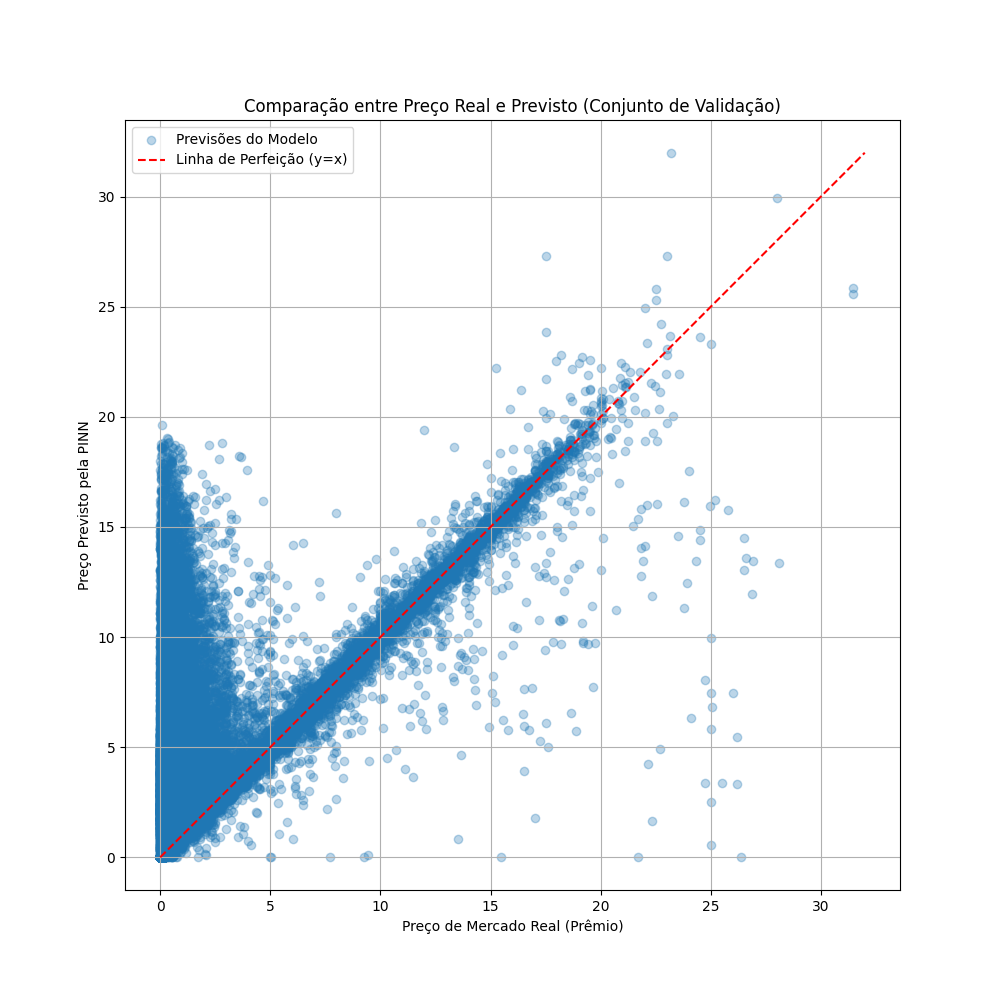 Comparação entre Preço Real e Previsto (Conjunto de Validação)
Previsões do Modelo
Linha de Perfeição (y=x)
30
25
20
15
10
5
0
Preço Previsto pela PINN
0 5 10 15 20 25 30
Preço de Mercado Real (Prêmio)